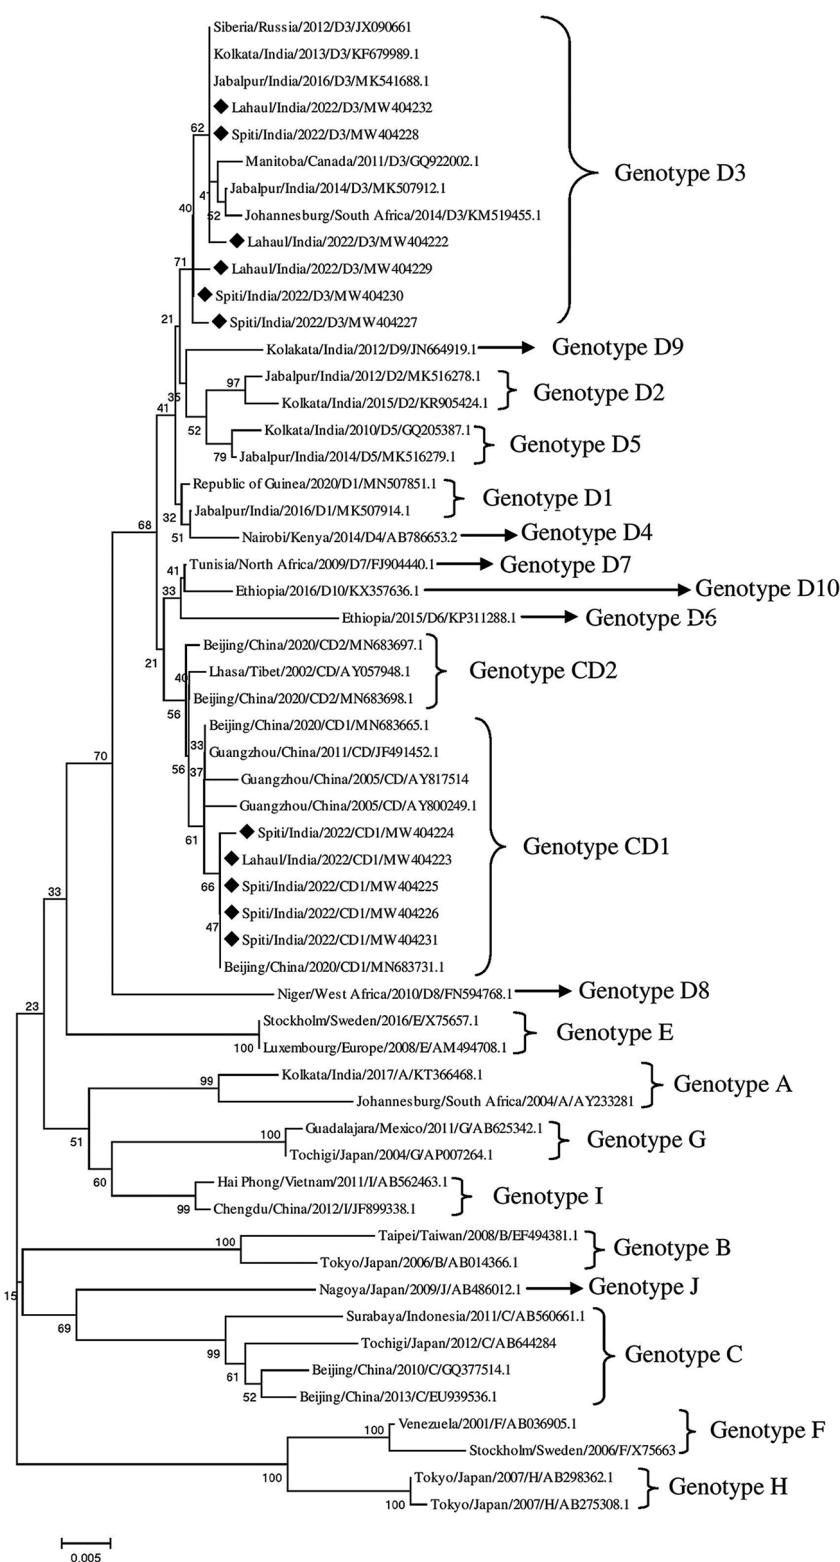 Siberia/Russia/2012/D3/JX090661
Kolkata/India/2013/D3/KF679989.1
Jabalpur/India/2016/D3/MK541688.1
Lahaul/India/2022/D3/MW404232
62
Spiti/India/2022/D3/MW404228
Manitoba/Canada/2011/D3/GQ922002.1
Genotype D3
41
Jabalpur/India/2014/D3/MK507912.1
40
52
Johannesburg/South Africa/2014/D3/KM519455.1
Lahaul/India/2022/D3/MW404222
71
Lahaul/India/2022/D3/MW404229
Spiti/India/2022/D3/MW404230
21
Spiti/India/2022/D3/MW404227
Kolakata/India/2012/D9/JN664919.1
Genotype D9
Jabalpur/India/2012/D2/MK516278.1
97
Genotype D2
35
Kolkata/India/2015/D2/KR905424.1
41
52
Kolkata/India/2010/D5/GQ205387.1
Genotype D5
79
Jabalpur/India/2014/D5/MK516279.1
Republic of Guinea/2020/D1/MN507851.1
Genotype D1
32
Jabalpur/India/2016/D1/MK507914.1
68
51
Nairobi/Kenya/2014/D4/AB786653.2
Genotype D4
Tunisia/North Africa/2009/D7/FJ904440.1
Genotype D7
41
33
Ethiopia/2016/D10/KX357636.1
Genotype D10
Ethiopia/2015/D6/KP311288.1
Genotype D6
21
Beijing/China/2020/CD2/MN683697.1
40
Lhasa/Tibet/2002/CD/AY057948.1
Genotype CD2
Beijing/China/2020/CD2/MN683698.1
56
Beijing/China/2020/CD1/MN683665.1
33
Guangzhou/China/2011/CD/JF491452.1
70
56
37
Guangzhou/China/2005/CD/AY817514
Guangzhou/China/2005/CD/AY800249.1
61
Spiti/India/2022/CD1/MW404224
Genotype CD1
Lahaul/India/2022/CD1/MW404223
66
Spiti/India/2022/CD1/MW404225
33
Spiti/India/2022/CD1/MW404226
47
Spiti/India/2022/CD1/MW404231
Beijing/China/2020/CD1/MN683731.1
Niger/West Africa/2010/D8/FN594768.1
Genotype D8
23
Stockholm/Sweden/2016/E/X75657.1
Genotype E
100
Luxembourg/Europe/2008/E/AM494708.1
Kolkata/India/2017/A/KT366468.1
99
Genotype A
Johannesburg/South Africa/2004/A/AY233281
51
Guadalajara/Mexico/2011/G/AB625342.1
100
Genotype G
Tochigi/Japan/2004/G/AP007264.1
60
Hai Phong/Vietnam/2011/I/AB562463.1
Genotype I
99
Chengdu/China/2012/I/JF899338.1
Taipei/Taiwan/2008/B/EF494381.1
100
Genotype B
Tokyo/Japan/2006/B/AB014366.1
15
Nagoya/Japan/2009/J/AB486012.1
Genotype J
69
Surabaya/Indonesia/2011/C/AB560661.1
99
Tochigi/Japan/2012/C/AB644284
Genotype C
61
Beijing/China/2010/C/GQ377514.1
52
Beijing/China/2013/C/EU939536.1
Venezuela/2001/F/AB036905.1
100
Genotype F
Stockholm/Sweden/2006/F/X75663
100
Tokyo/Japan/2007/H/AB298362.1
Genotype H
100
Tokyo/Japan/2007/H/AB275308.1
0.005